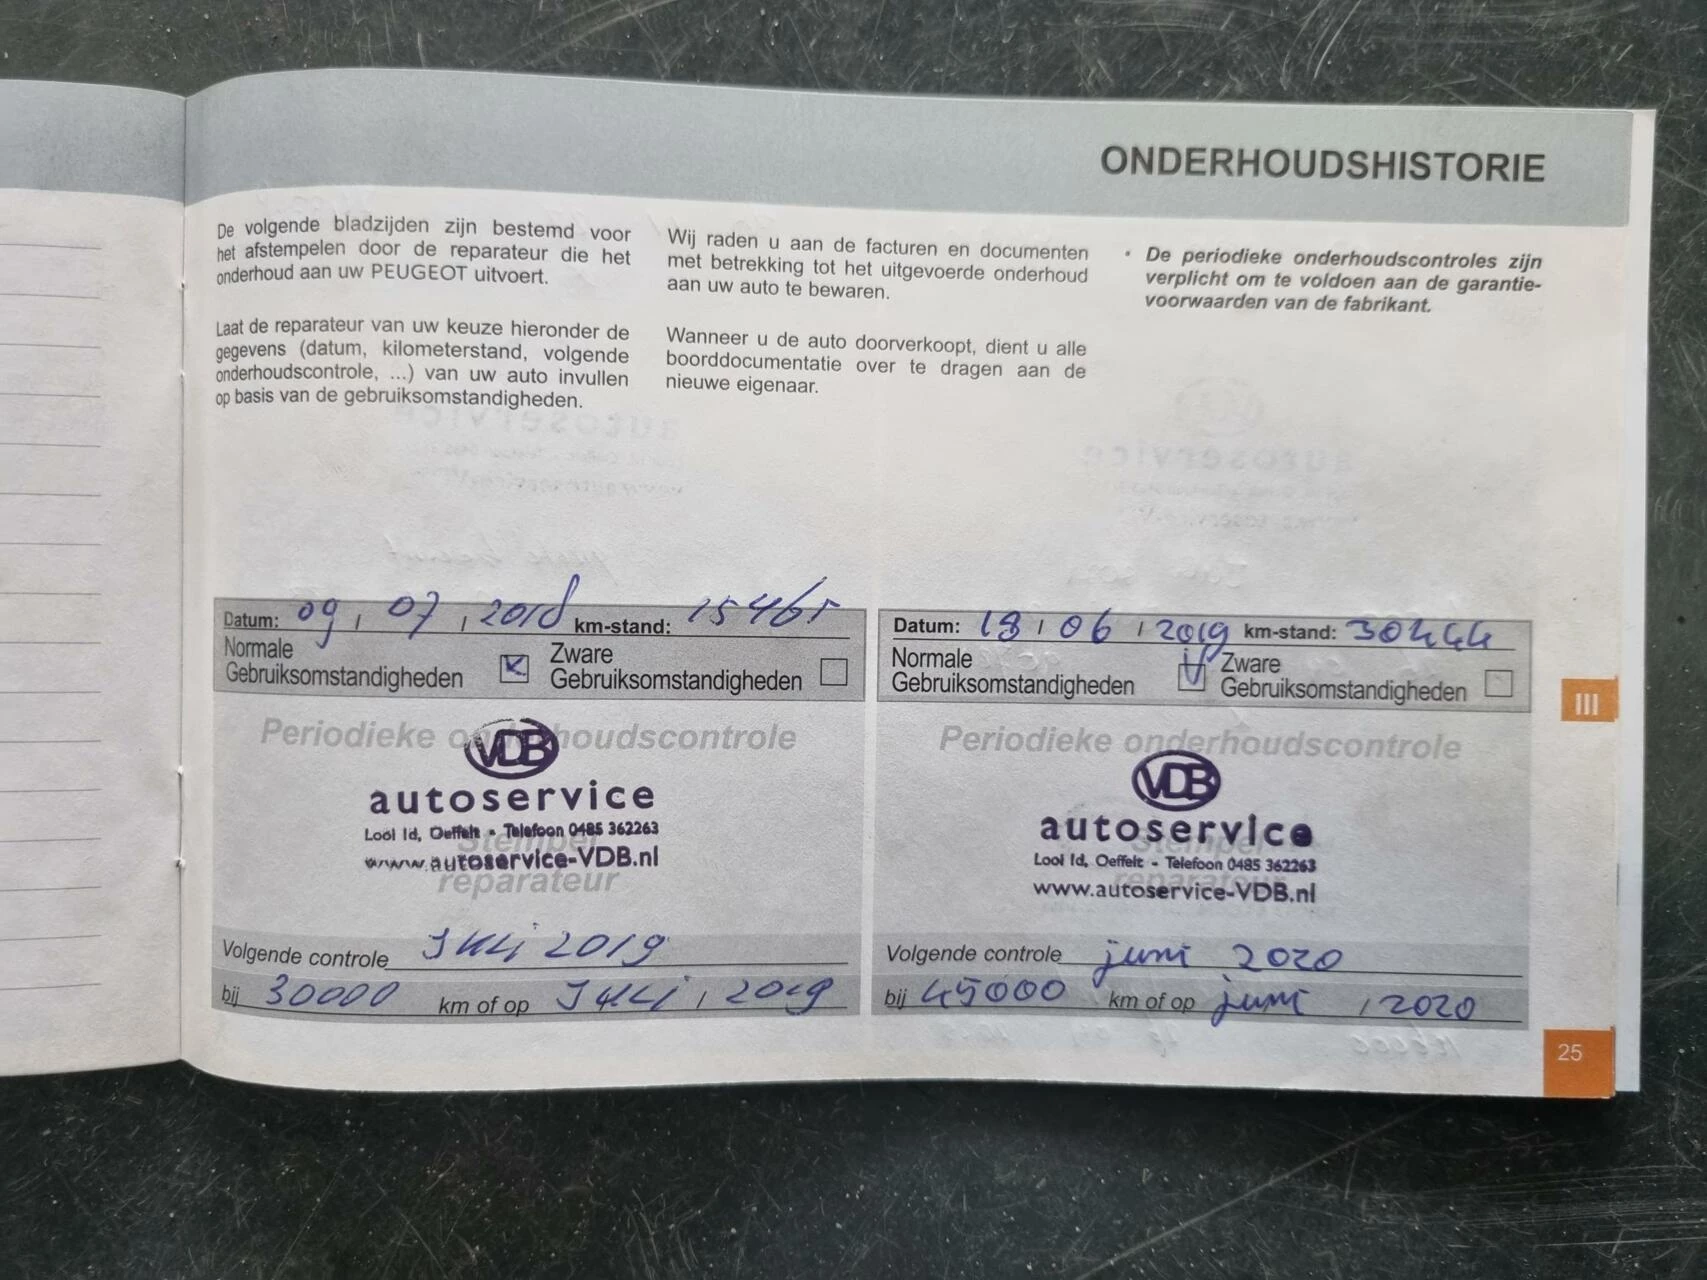 ONDERHOUDSHISTORIE
De volgende bladzijden zijn bestemd voor
het afstempelen door de reparateur die het
onderhoud aan uw PEUGEOT uitvoert.
Laat de reparateur van uw keuze hieronder de
gegevens (datum, kilometerstand, volgende
onderhoudscontrole, ...) van uw auto invullen
op basis van de gebruiksomstandigheden.
Wij raden u aan de facturen en documenten
met betrekking tot het uitgevoerde onderhoud
aan uw auto te bewaren.
Wanneer u de auto doorverkoopt, dient u alle
boorddocumentatie over te dragen aan de
nieuwe eigenaar.
• De periodieke onderhoudscontroles zijn
verplicht om te voldoen aan de garantie-
voorwaarden van de fabrikant.
Datum: 09 / 07 / 2018 km-stand: 15465
Normale
Gebruiksomstandigheden
Zware
Gebruiksomstandigheden
Periodieke onderhoudscontrole
VDB
autoservice
Looi 1d, Oeffelt - Telefoon 0485 362263
www.autoservice-VDB.nl
Stempel
reparateur
Volgende controle Juli 2019
bij 30000 km of op Juli / 2019
Datum: 18 / 06 / 2019 km-stand: 30444
Normale
Gebruiksomstandigheden
Zware
Gebruiksomstandigheden
Periodieke onderhoudscontrole
VDB
autoservice
Looi 1d, Oeffelt - Telefoon 0485 362263
www.autoservice-VDB.nl
Stempel
reparateur
Volgende controle juni 2020
bij 45000 km of op juni / 2020
III
25